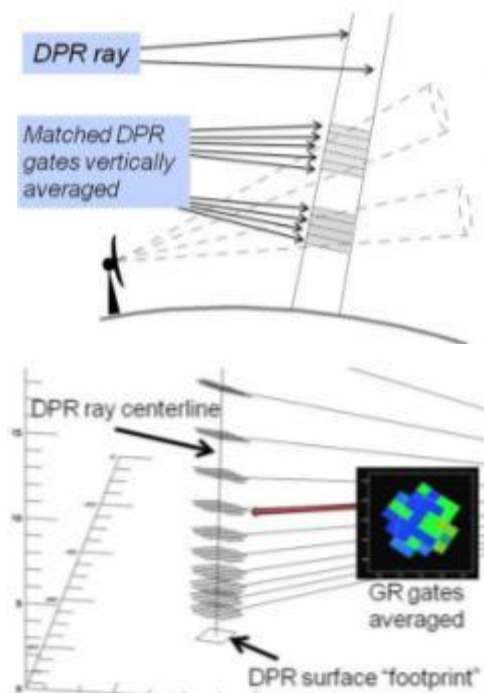 DPR ray
Matched DPR
gates vertically
averaged
DPR ray centerline
GR gates
averaged
DPR surface "footprint"